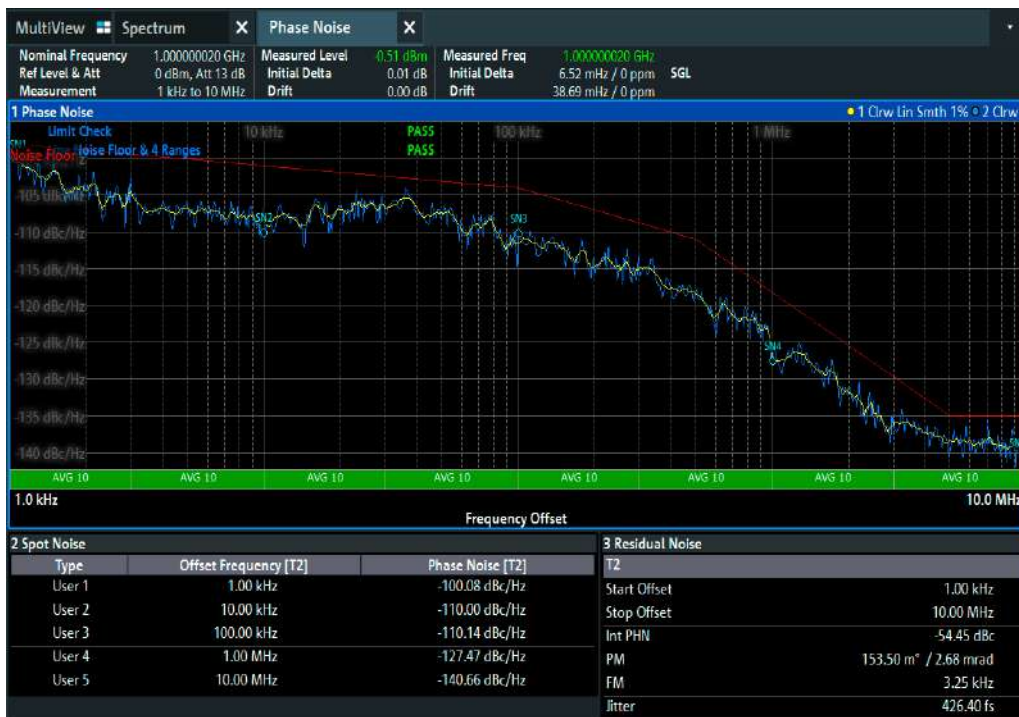 MultiView Spectrum X Phase Noise X
Nominal Frequency 1.000000020 GHz Measured Level -0.51 dBm Measured Freq 1.000000020 GHz
Ref Level & Att 0 dBm, Att 13 dB Initial Delta 0.01 dB Initial Delta 6.52 mHz / 0 ppm SGL
Measurement 1 kHz to 10 MHz Drift 0.00 dB Drift 38.69 mHz / 0 ppm
1 Phase Noise 1 Clrw Lin Smth 1% 2 Clrw
Limit Check 10 kHz PASS 100 kHz 1 MHz
SN1
Noise Floor Noise Floor & 4 Ranges PASS
-105 dBc/Hz
SN2 SN3
-110 dBc/Hz
-115 dBc/Hz
-120 dBc/Hz
-125 dBc/Hz
SN4
-130 dBc/Hz
-135 dBc/Hz
-140 dBc/Hz SN
AVG 10 AVG 10 AVG 10 AVG 10 AVG 10 AVG 10 AVG 10 AVG 10
1.0 kHz 10.0 MHz
Frequency Offset
2 Spot Noise
Type Offset Frequency [T2] Phase Noise [T2]
User 1 1.00 kHz -100.08 dBc/Hz
User 2 10.00 kHz -110.00 dBc/Hz
User 3 100.00 kHz -110.14 dBc/Hz
User 4 1.00 MHz -127.47 dBc/Hz
User 5 10.00 MHz -140.66 dBc/Hz
3 Residual Noise
T2
Start Offset 1.00 kHz
Stop Offset 10.00 MHz
Int PHN -54.45 dBc
PM 153.50 m° / 2.68 mrad
FM 3.25 kHz
Jitter 426.40 fs